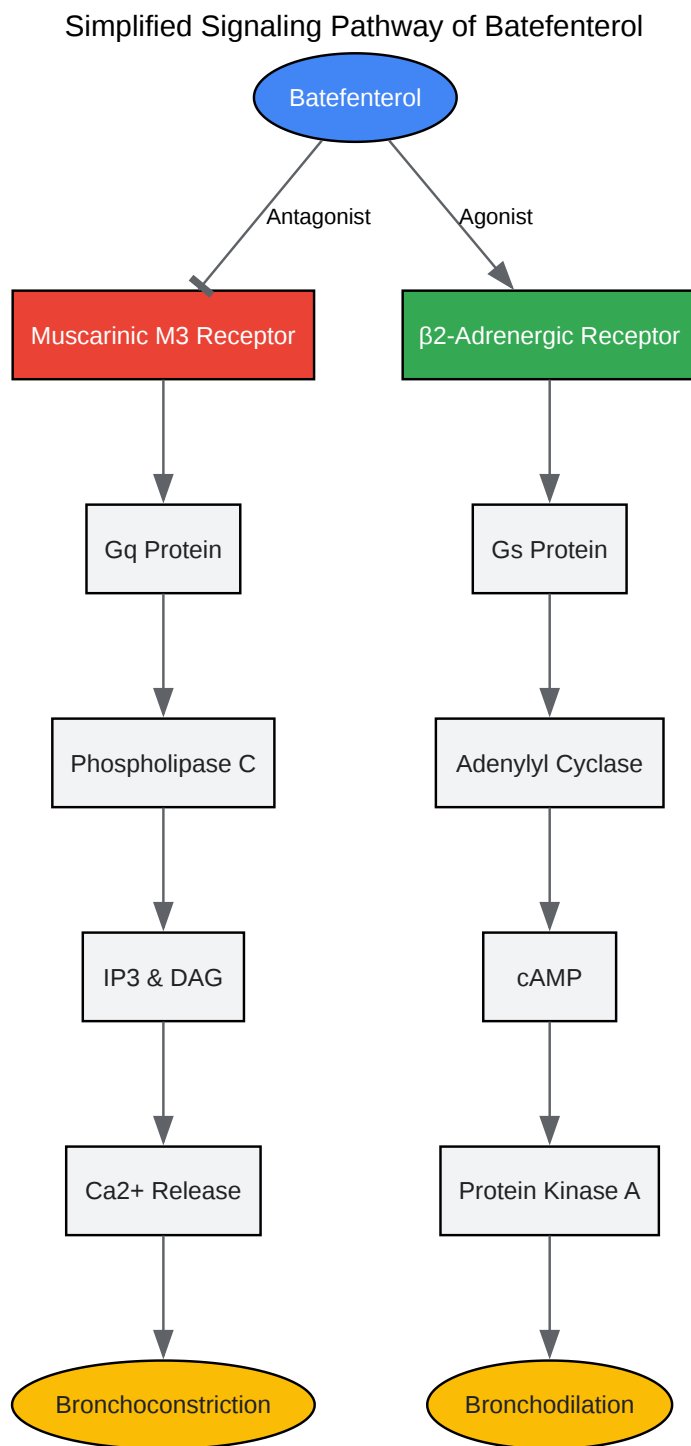 Simplified Signaling Pathway of Batefenterol
Batefenterol
Antagonist
Agonist
Muscarinic M3 Receptor
β2-Adrenergic Receptor
Gq Protein
Gs Protein
Phospholipase C
Adenylyl Cyclase
IP3 & DAG
cAMP
Ca2+ Release
Protein Kinase A
Bronchoconstriction
Bronchodilation